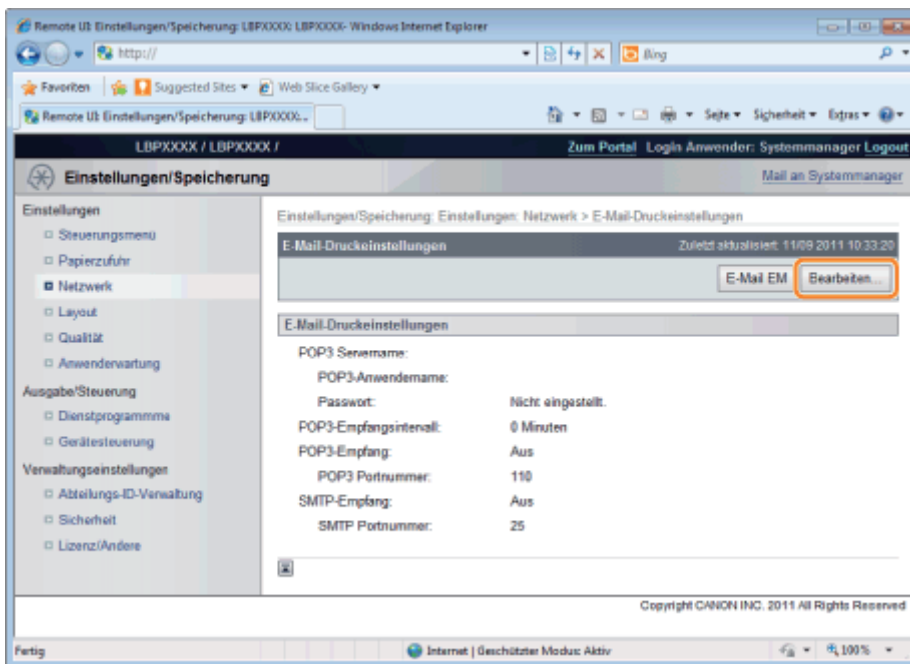 Remote UI: Einstellungen/Speicherung: LBPXXXX: LBPXXXX- Windows Internet Explorer
http://
Bing
Favoriten Suggested Sites Web Slice Gallery
Remote UI: Einstellungen/Speicherung: LBPXXXX:...
Seite Sicherheit Extras
LBPXXXX / LBPXXXX /
Zum Portal Login Anwender: Systemmanager Logout
Einstellungen/Speicherung
Mail an Systemmanager
Einstellungen
Steuerungsmenü
Papierzufuhr
Netzwerk
Layout
Qualität
Anwenderwartung
Ausgabe/Steuerung
Dienstprogrammme
Gerätesteuerung
Verwaltungseinstellungen
Abteilungs-ID-Verwaltung
Sicherheit
Lizenz/Andere
Einstellungen/Speicherung: Einstellungen: Netzwerk > E-Mail-Druckeinstellungen
E-Mail-Druckeinstellungen
Zuletzt aktualisiert: 11/09 2011 10:33:20
E-Mail EM
Bearbeiten...
E-Mail-Druckeinstellungen
POP3 Servername:
POP3-Anwendername:
Passwort: Nicht eingestellt.
POP3-Empfangsintervall: 0 Minuten
POP3-Empfang: Aus
POP3 Portnummer: 110
SMTP-Empfang: Aus
SMTP Portnummer: 25
Copyright CANON INC. 2011 All Rights Reserved
Fertig
Internet | Geschützter Modus: Aktiv
100%